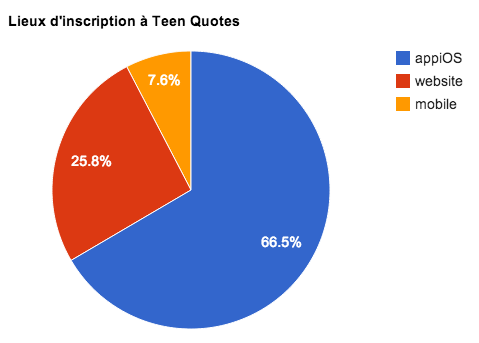 Lieux d'inscription à Teen Quotes
appiOS
website
mobile
7.6%
25.8%
66.5%